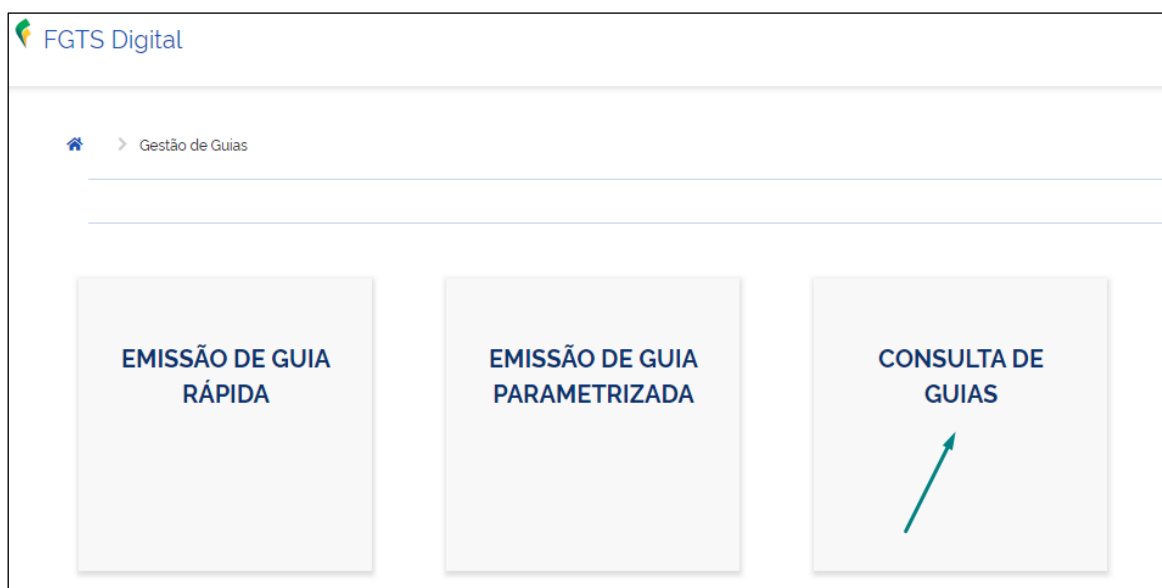 FGTS Digital
Gestão de Guias
EMISSÃO DE GUIA
RÁPIDA
EMISSÃO DE GUIA
PARAMETRIZADA
CONSULTA DE
GUIAS